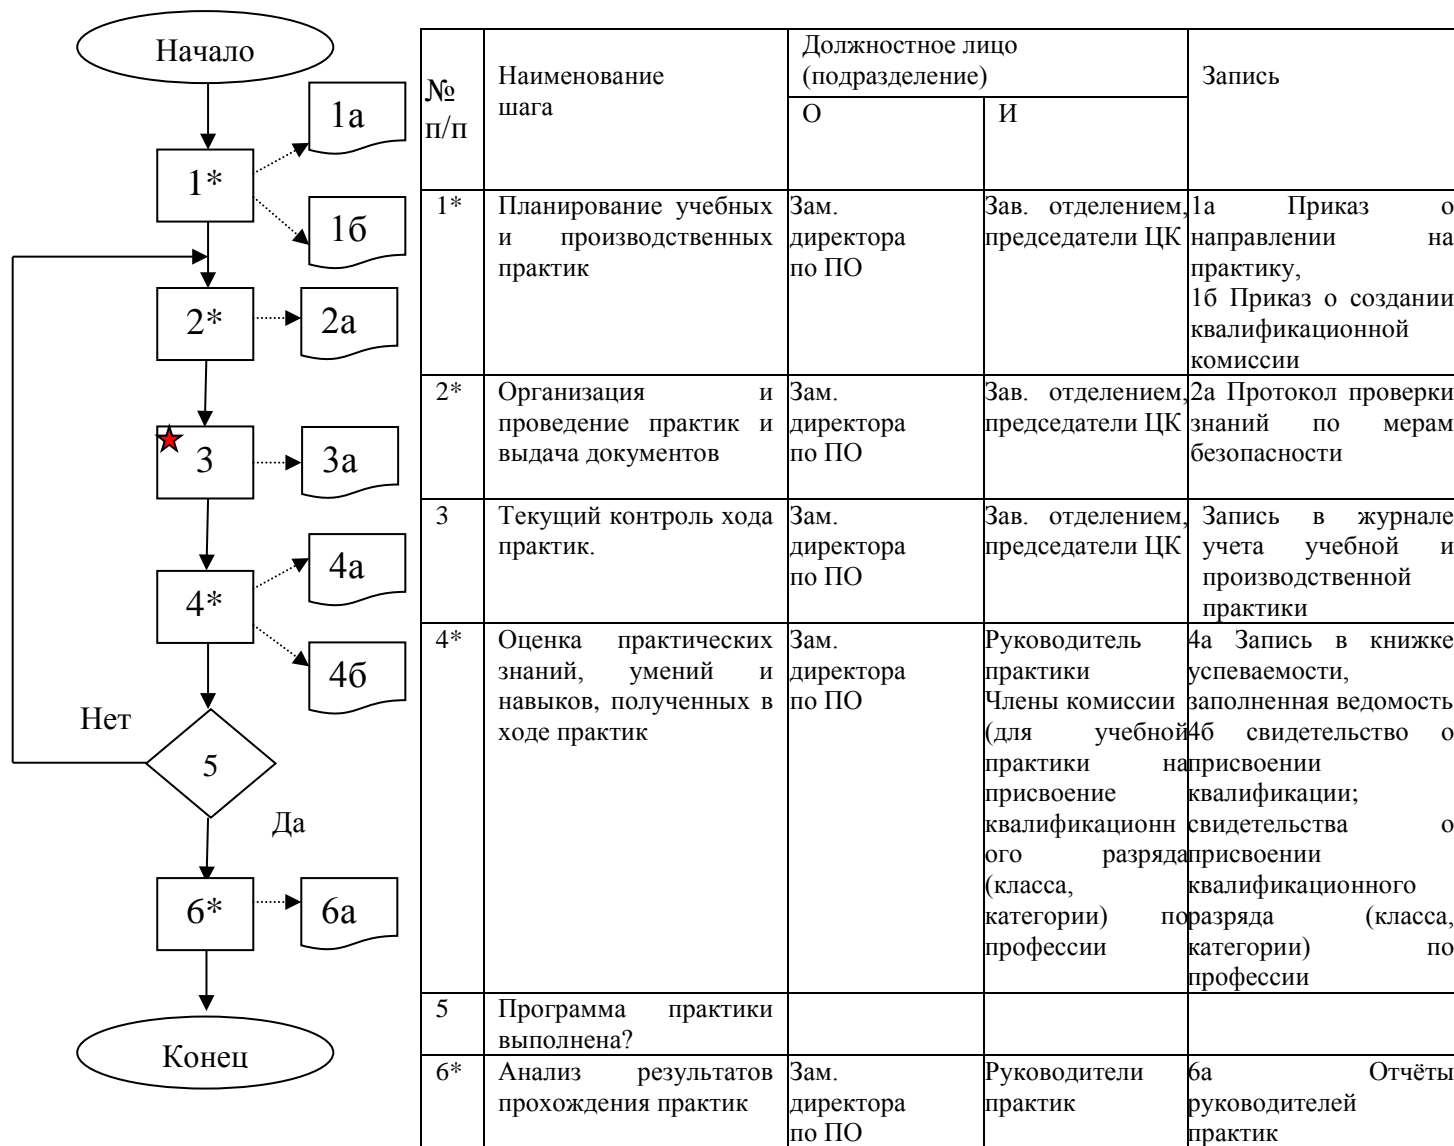 Начало
1а
1*
1б
2*
2а
3
3а
4а
4*
4б
Нет
5
Да
6*
6а
Конец
№
п/п
Наименование
шага
Должностное лицо
(подразделение)
О
И
Запись
1*
Планирование учебных
и производственных
практик
Зам.
директора
по ПО
Зав. отделением,
председатели ЦК
1а Приказ о
направлении на
практику,
1б Приказ о создании
квалификационной
комиссии
2*
Организация и
проведение практик и
выдача документов
Зам.
директора
по ПО
Зав. отделением,
председатели ЦК
2а Протокол проверки
знаний по мерам
безопасности
3
Текущий контроль хода
практик.
Зам.
директора
по ПО
Зав. отделением,
председатели ЦК
Запись в журнале
учета учебной и
производственной
практики
4*
Оценка практических
знаний, умений и
навыков, полученных в
ходе практик
Зам.
директора
по ПО
Руководитель
практики
Члены комиссии
(для учебной
практики на
присвоение
квалификационн
ого разряда
(класса,
категории) по
профессии
4а Запись в книжке
успеваемости,
заполненная ведомость
4б свидетельство о
присвоении
квалификации;
свидетельства о
присвоении
квалификационного
разряда (класса,
категории) по
профессии
5
Программа практики
выполнена?
6*
Анализ результатов
прохождения практик
Зам.
директора
по ПО
Руководители
практик
6а Отчёты
руководителей
практик